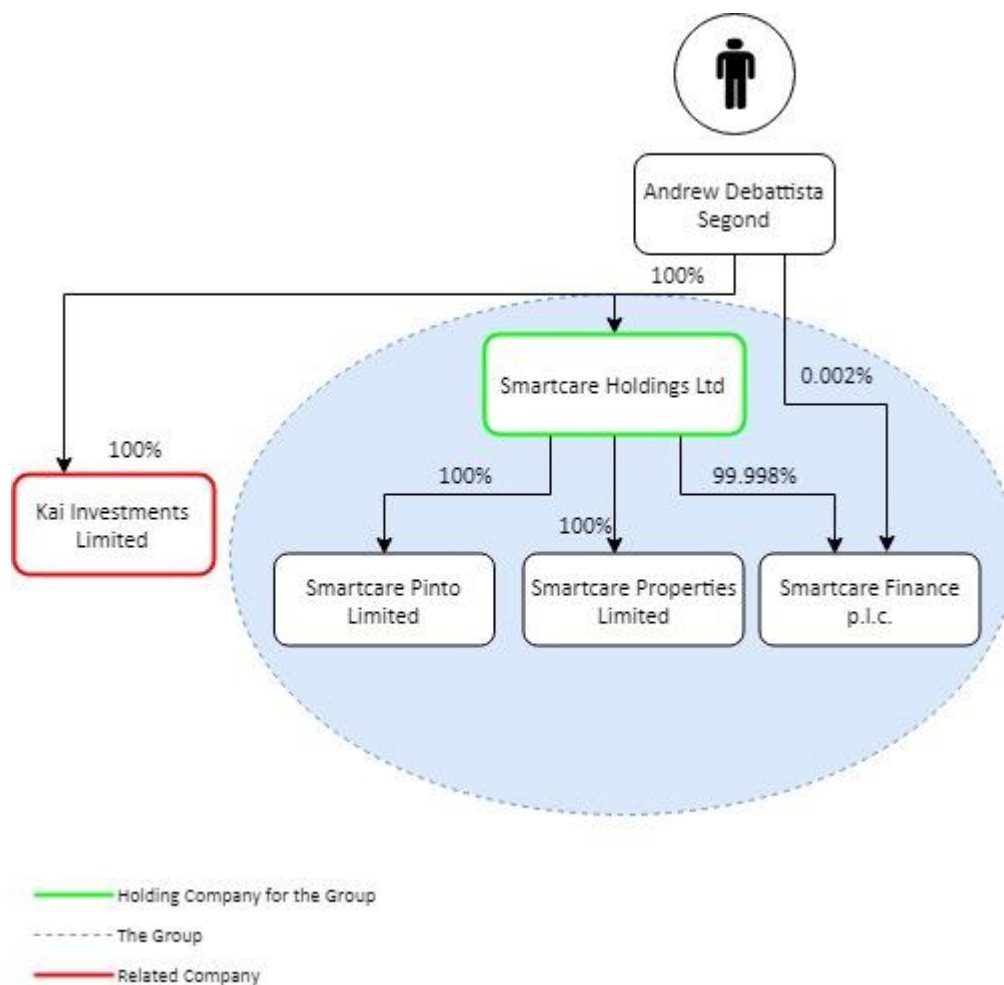 Andrew Debattista
Segond
100%
Smartcare Holdings Ltd
0.002%
100%
Kai Investments
Limited
100%
99.998%
100%
Smartcare Pinto
Limited
Smartcare Properties
Limited
Smartcare Finance
p.l.c.
Holding Company for the Group
The Group
Related Company